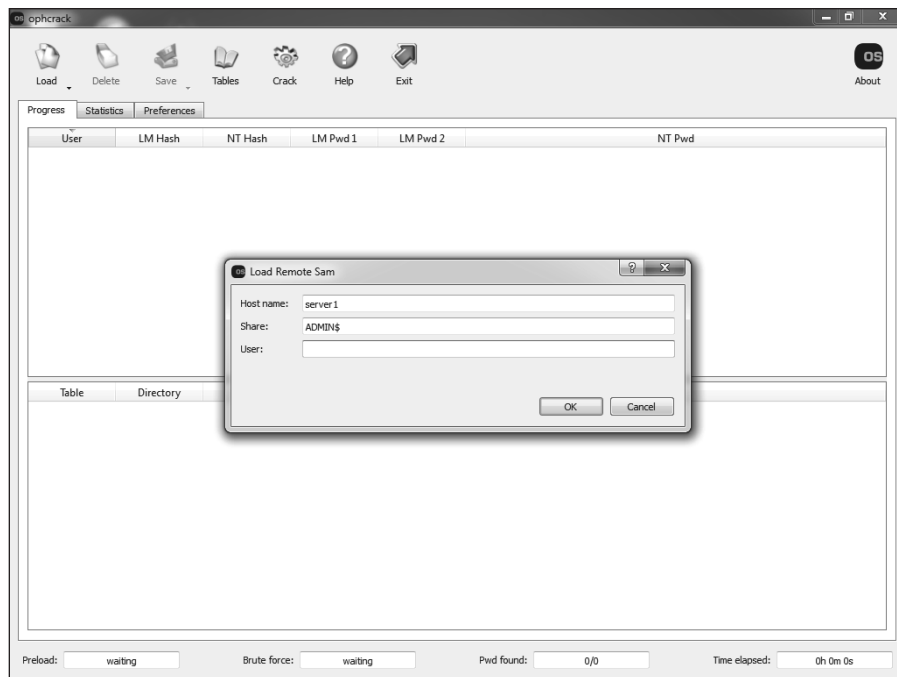 OS ophcrack
Load Delete Save Tables Crack Help Exit OS About
Progress Statistics Preferences
User LM Hash NT Hash LM Pwd 1 LM Pwd 2 NT Pwd
OS Load Remote Sam
Host name: server1
Share: ADMIN$
User:
OK Cancel
Table Directory
Preload: waiting Brute force: waiting Pwd found: 0/0 Time elapsed: 0h 0m 0s